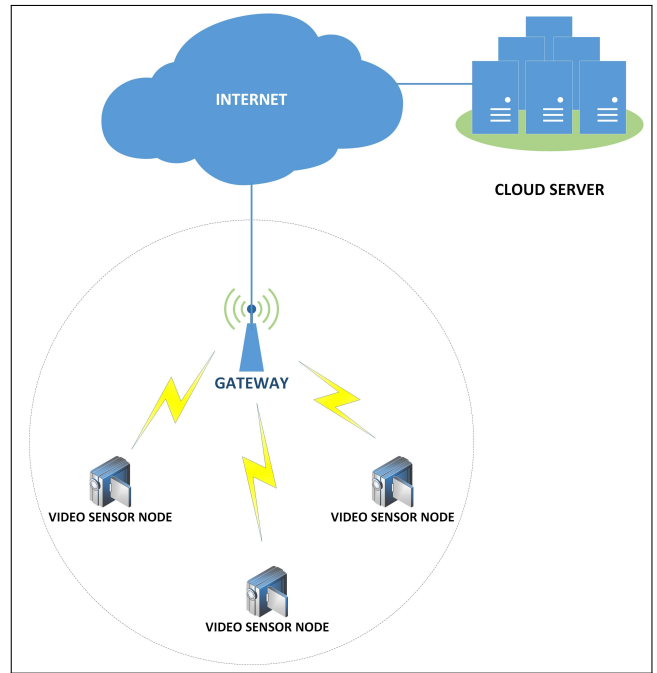 INTERNET
CLOUD SERVER
GATEWAY
VIDEO SENSOR NODE
VIDEO SENSOR NODE
VIDEO SENSOR NODE